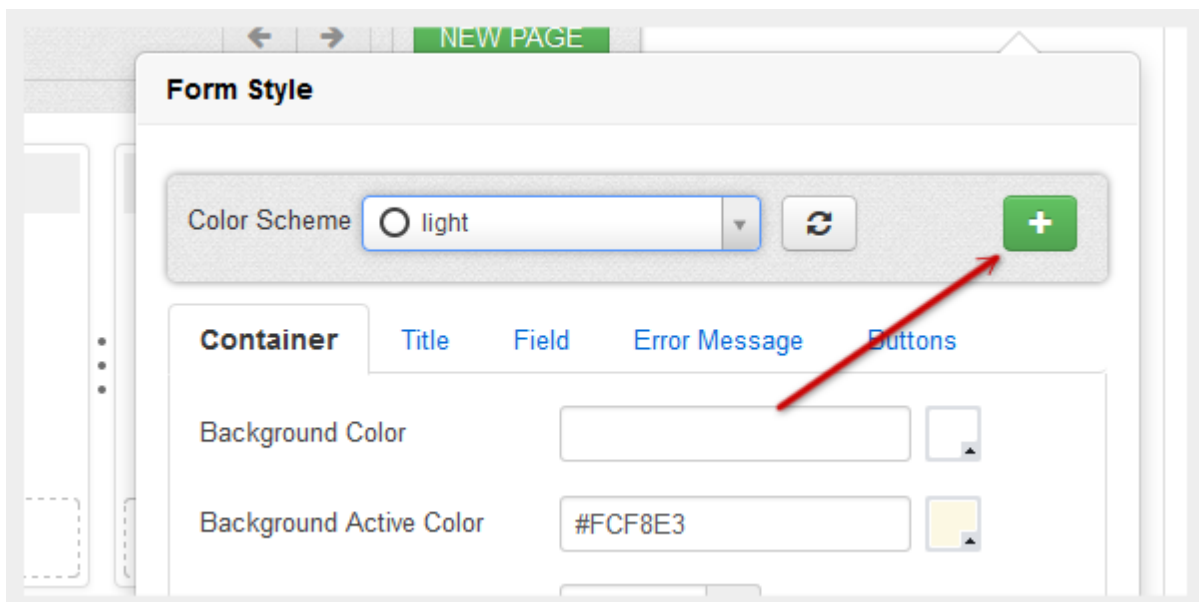 NEW PAGE
Form Style
Color Scheme light
Container Title Field Error Message Buttons
Background Color
Background Active Color #FCF8E3